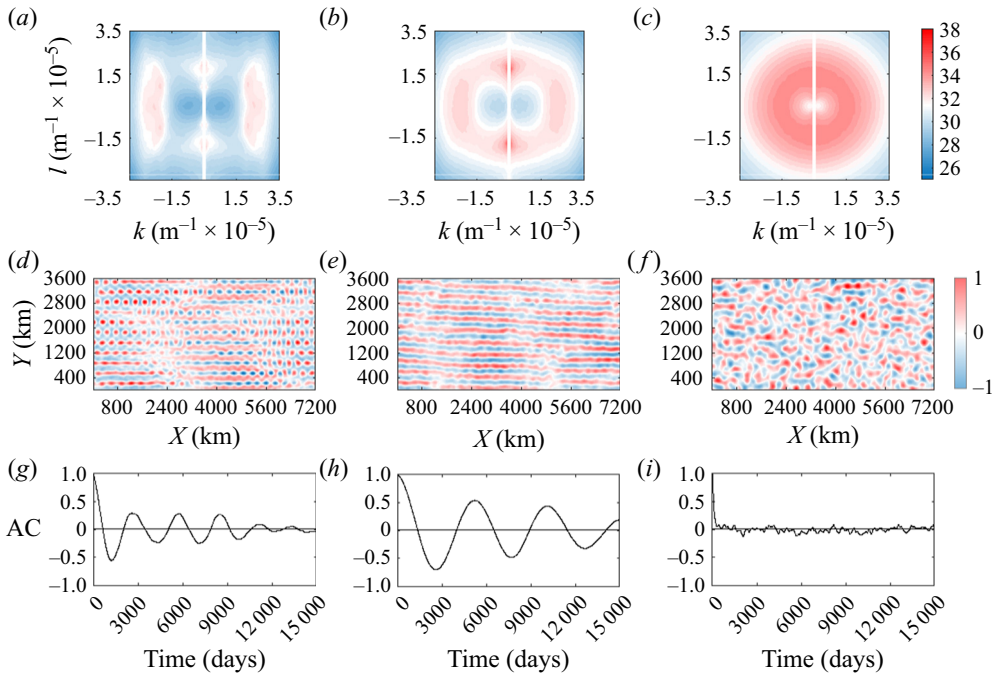 (a) (b) (c)
3.5 3.5 3.5 38
36
1.5 1.5 1.5 34
32
l (m⁻¹ × 10⁻⁵)
–1.5 –1.5 –1.5 30
28
26
–3.5 –1.5 1.5 3.5 –3.5 –1.5 1.5 3.5 –3.5 –1.5 1.5 3.5
k (m⁻¹ × 10⁻⁵) k (m⁻¹ × 10⁻⁵) k (m⁻¹ × 10⁻⁵)
(d) (e) (f)
3600 3600 3600 1
2800 2800 2800
Y (km) 2000 2000 2000 0
1200 1200 1200
400 400 400 –1
800 2400 4000 5600 7200 800 2400 4000 5600 7200 800 2400 4000 5600 7200
X (km) X (km) X (km)
(g) (h) (i)
1.0 1.0 1.0
0.5 0.5 0.5
AC 0 0 0
–0.5 –0.5 –0.5
–1.0 –1.0 –1.0
0 3000 6000 9000 12000 15 000 0 3000 6000 9000 12000 15 000 0 3000 6000 9000 12000 15 000
Time (days) Time (days) Time (days)